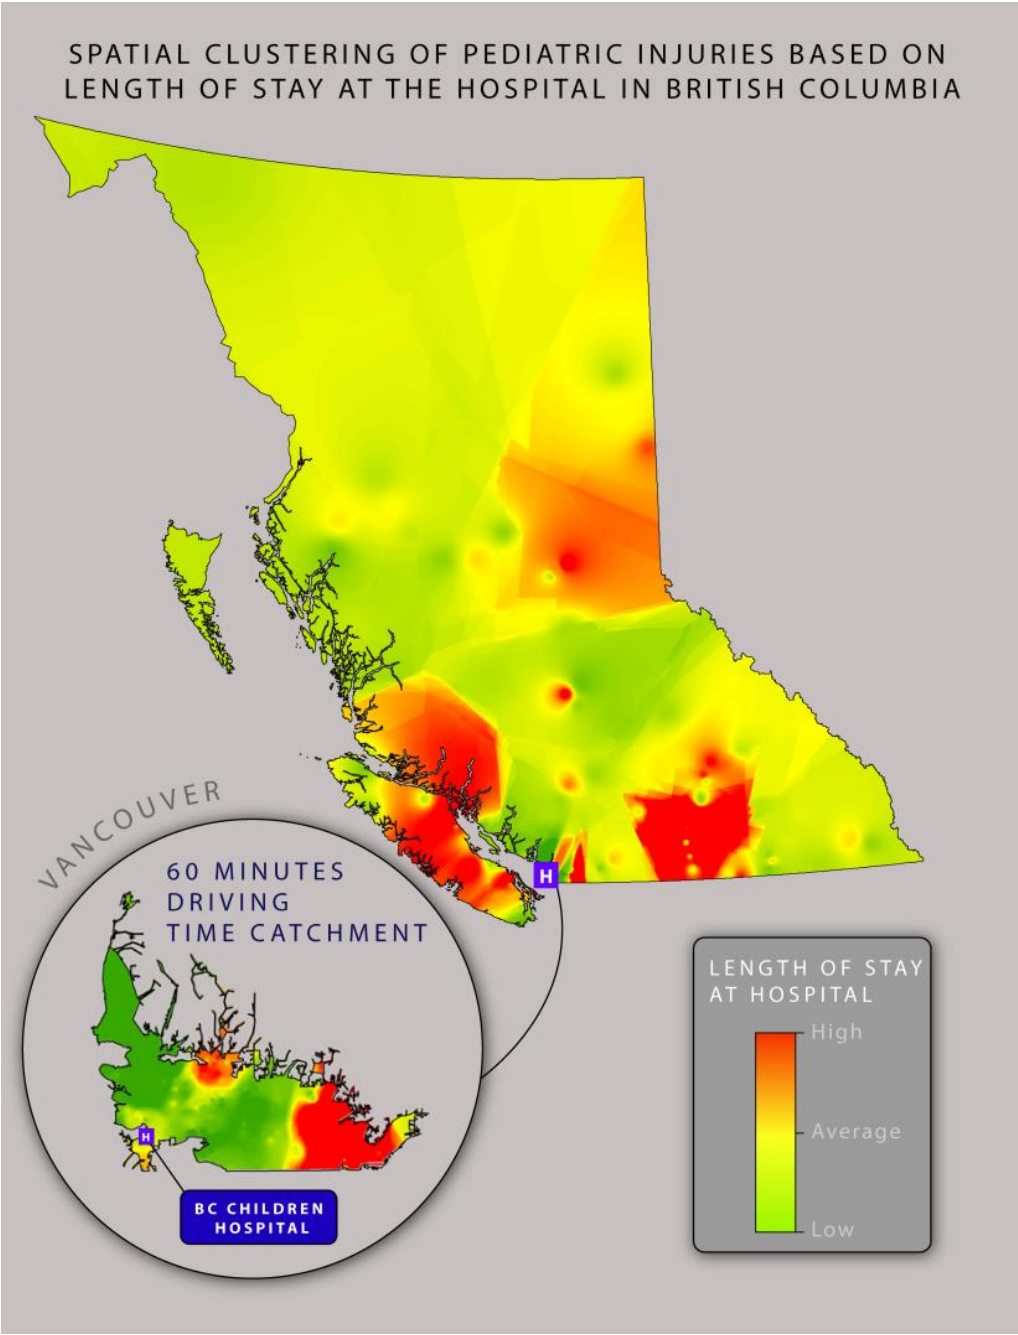 SPATIAL CLUSTERING OF PEDIATRIC INJURIES BASED ON
LENGTH OF STAY AT THE HOSPITAL IN BRITISH COLUMBIA
H
VANCOUVER
60 MINUTES
DRIVING
TIME CATCHMENT
H
BC CHILDREN
HOSPITAL
LENGTH OF STAY
AT HOSPITAL
High
Average
Low